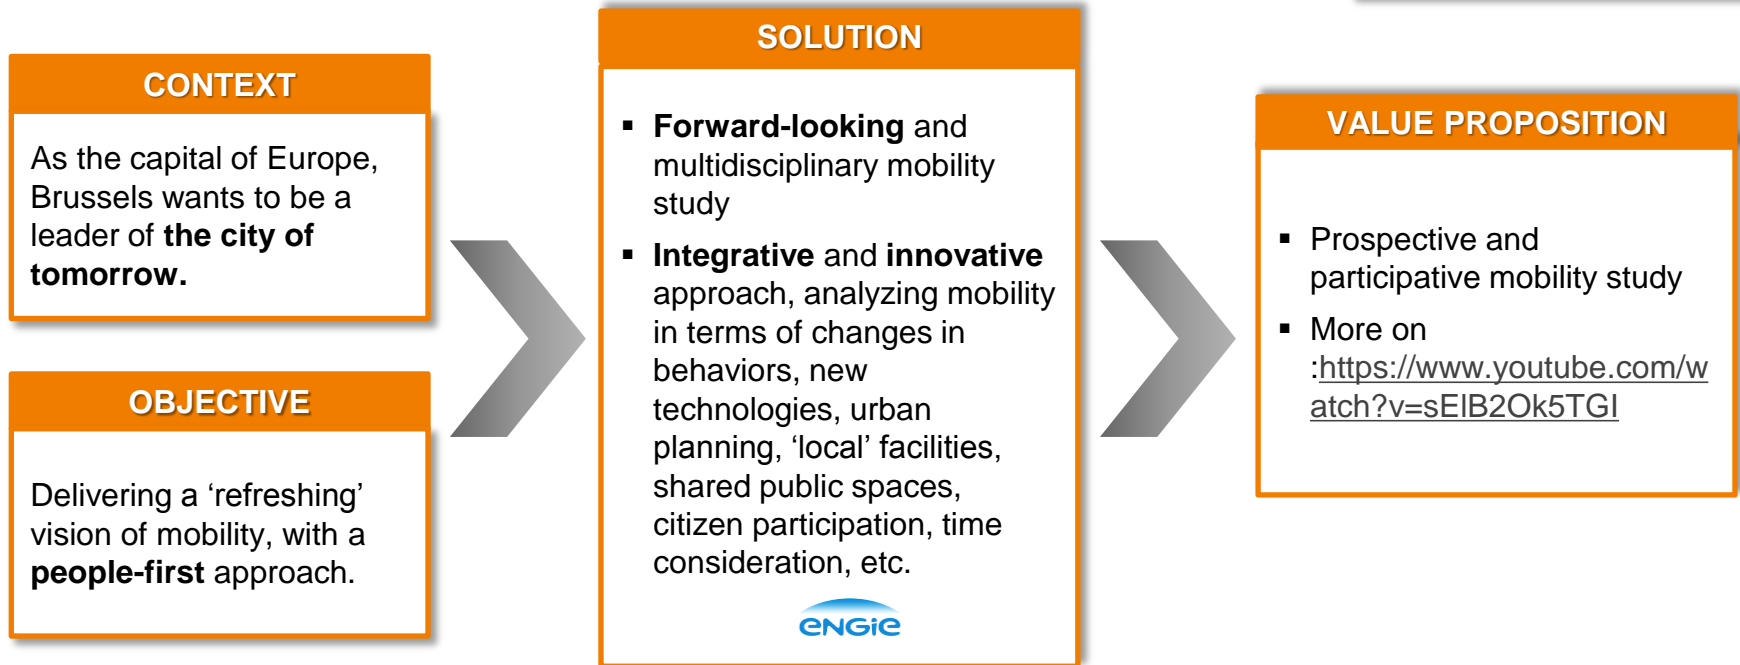 CONTEXT
As the capital of Europe,
Brussels wants to be a
leader of the city of
tomorrow.
OBJECTIVE
Delivering a ‘refreshing’
vision of mobility, with a
people-first approach.
SOLUTION
▪ Forward-looking and
multidisciplinary mobility
study
▪ Integrative and innovative
approach, analyzing mobility
in terms of changes in
behaviors, new
technologies, urban
planning, ‘local’ facilities,
shared public spaces,
citizen participation, time
consideration, etc.
ENGIE
VALUE PROPOSITION
▪ Prospective and
participative mobility study
▪ More on
:https://www.youtube.com/w
atch?v=sElB2Ok5TGI